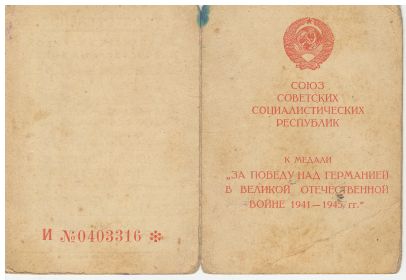 СОЮЗ
СОВЕТСКИХ
СОЦИАЛИСТИЧЕСКИХ
РЕСПУБЛИК
К МЕДАЛИ
„ЗА ПОБЕДУ НАД ГЕРМАНИЕЙ
В ВЕЛИКОЙ ОТЕЧЕСТВЕННОЙ
ВОЙНЕ 1941—1945 гг."
И №0403316 ✻